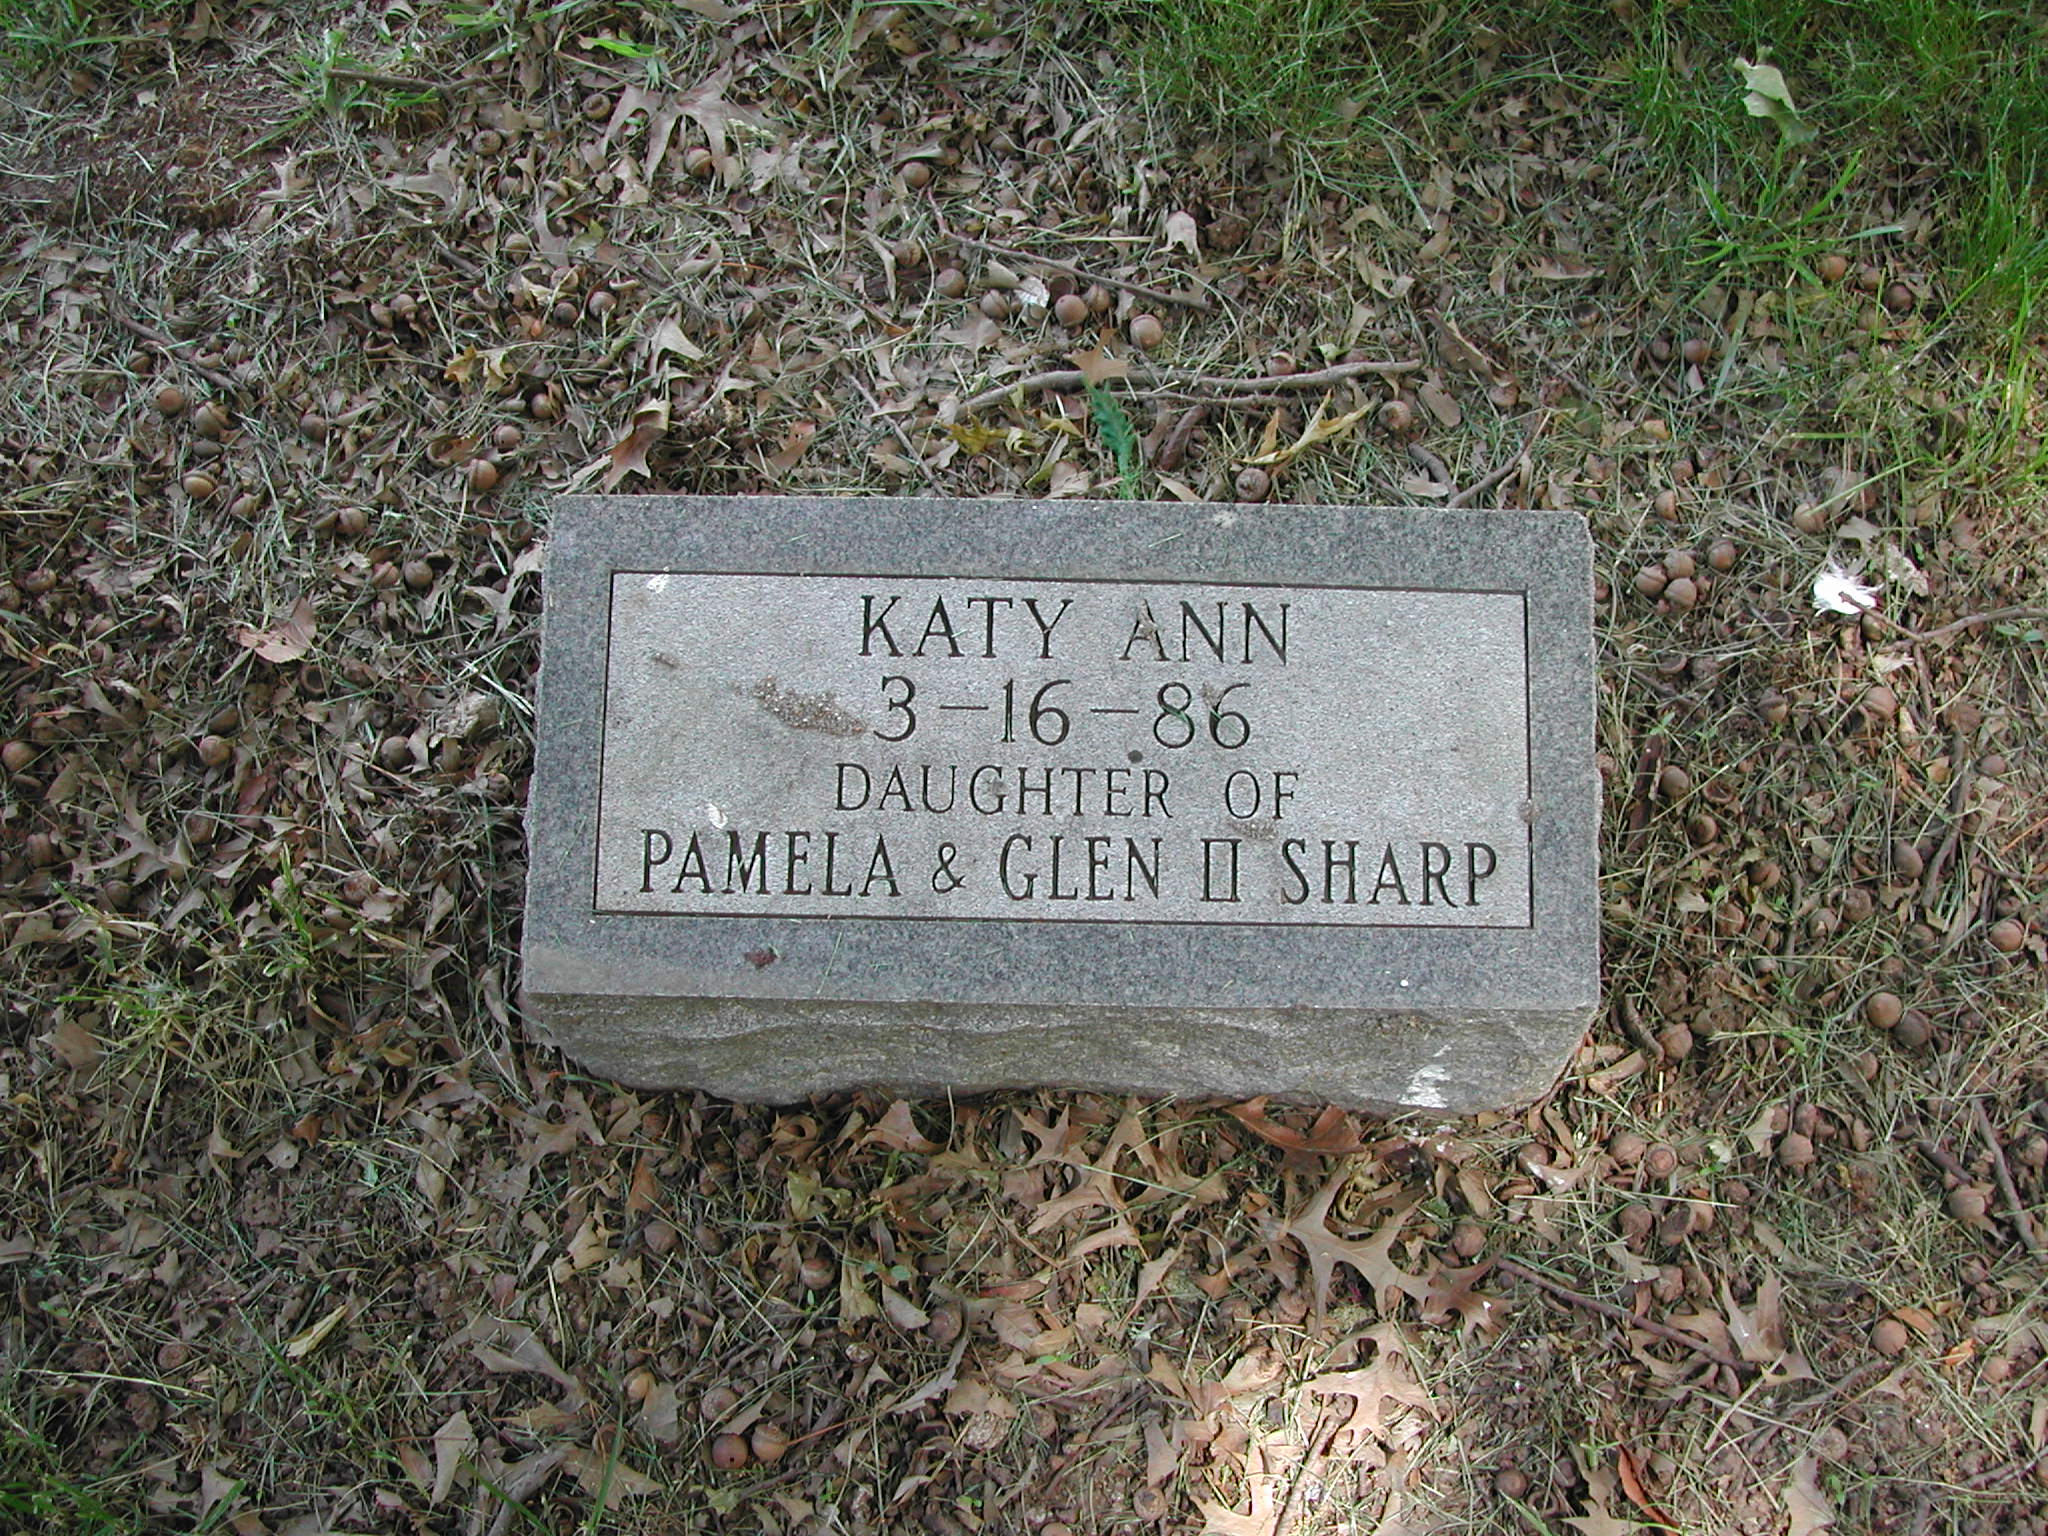 KATY ANN
3-16-86
DAUGHTER OF
PAMELA & GLEN II SHARP